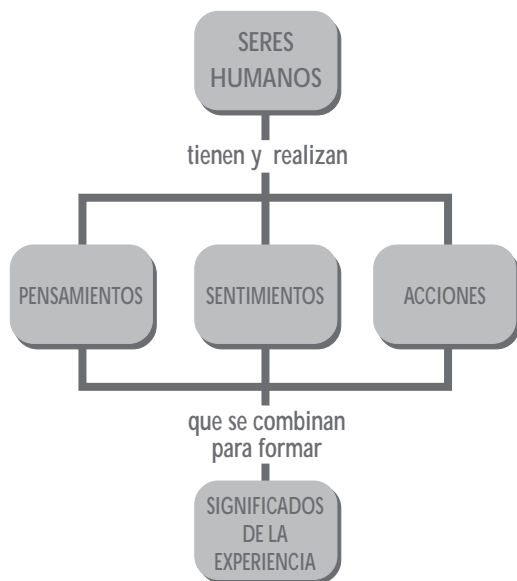 SERES
HUMANOS
tienen y realizan
PENSAMIENTOS
SENTIMIENTOS
ACCIONES
que se combinan
para formar
SIGNIFICADOS
DE LA
EXPERIENCIA